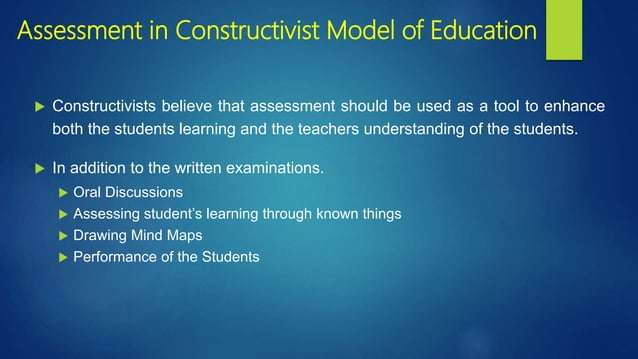 Assessment in Constructivist Model of Education
Constructivists believe that assessment should be used as a tool to enhance
both the students learning and the teachers understanding of the students.
In addition to the written examinations.
Oral Discussions
Assessing student’s learning through known things
Drawing Mind Maps
Performance of the Students